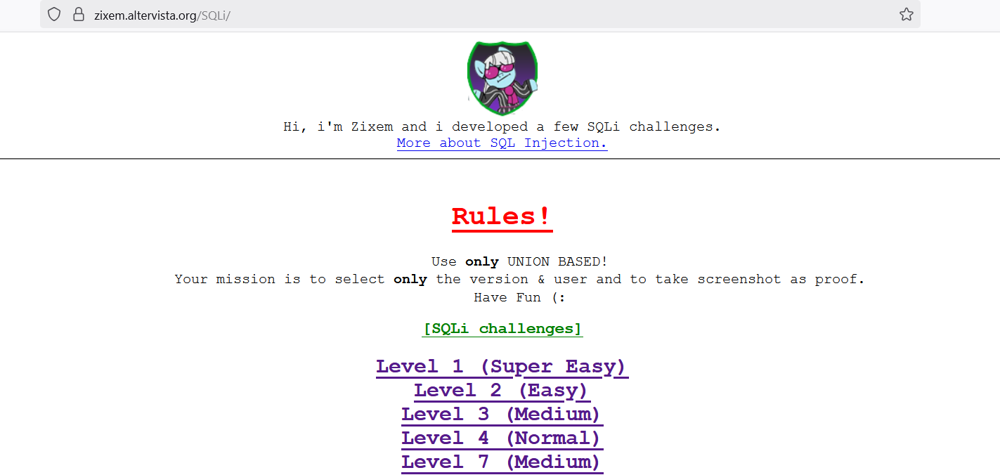 zixem.altervista.org/SQLi/
Hi, i'm Zixem and i developed a few SQLi challenges.
More about SQL Injection.
Rules!
Use only UNION BASED!
Your mission is to select only the version & user and to take screenshot as proof.
Have Fun (:
[SQLi challenges]
Level 1 (Super Easy)
Level 2 (Easy)
Level 3 (Medium)
Level 4 (Normal)
Level 7 (Medium)